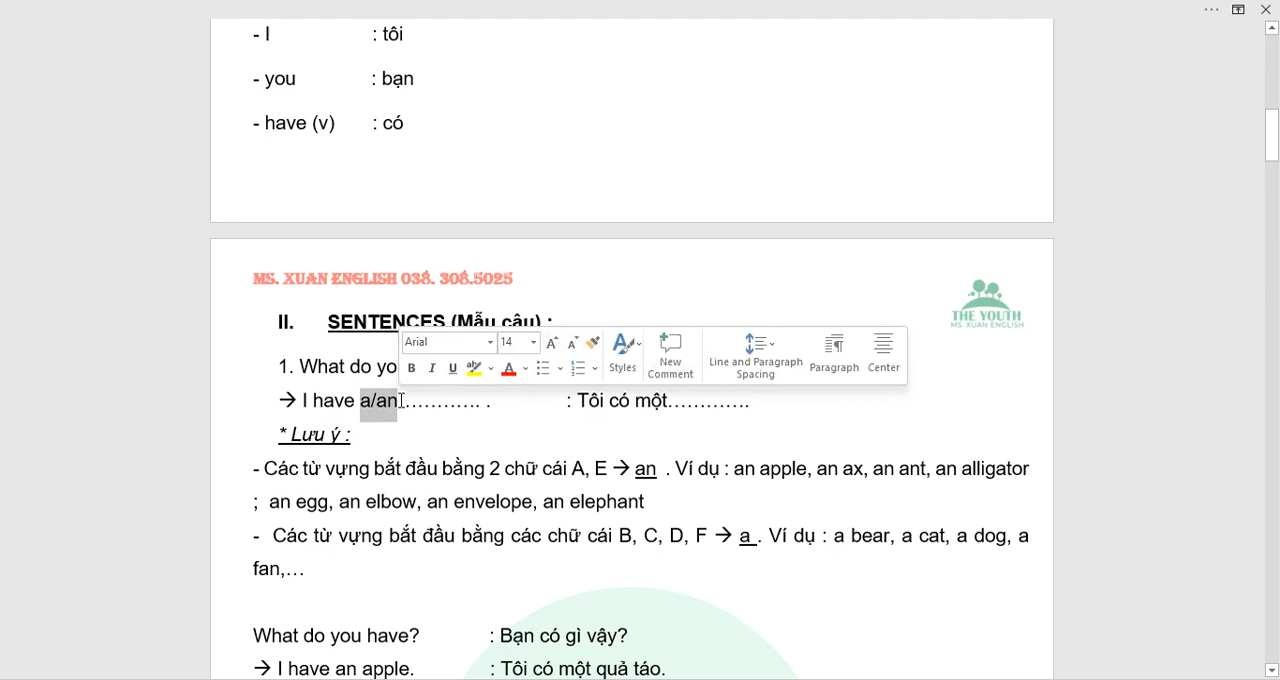 - I : tôi
- you : bạn
- have (v) : có
MS. XUAN ENGLISH 038. 308.5025
THE YOUTH
MS. XUAN ENGLISH
II. SENTENCES (Mẫu câu) :
Arial 14
Styles
New Comment
Line and Paragraph Spacing
Paragraph
Center
B I U
1. What do yo
→ I have a/an…………. . : Tôi có một………….
* Lưu ý :
- Các từ vựng bắt đầu bằng 2 chữ cái A, E → an . Ví dụ : an apple, an ax, an ant, an alligator
; an egg, an elbow, an envelope, an elephant
- Các từ vựng bắt đầu bằng các chữ cái B, C, D, F → a . Ví dụ : a bear, a cat, a dog, a
fan,…
What do you have? : Bạn có gì vậy?
→ I have an apple. : Tôi có một quả táo.